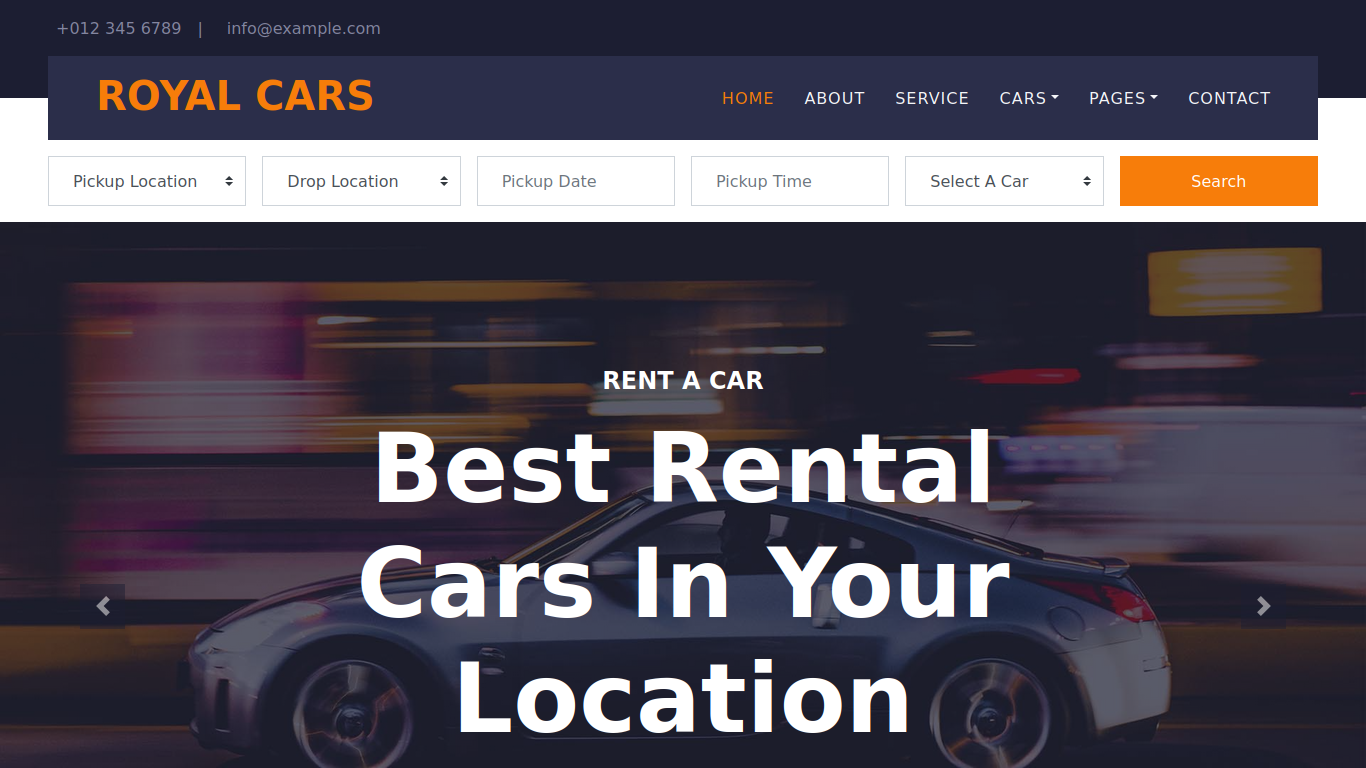 +012 345 6789 | info@example.com
ROYAL CARS
HOME ABOUT SERVICE CARS PAGES CONTACT
Pickup Location Drop Location Pickup Date Pickup Time Select A Car Search
RENT A CAR
Best Rental
Cars In Your
Location